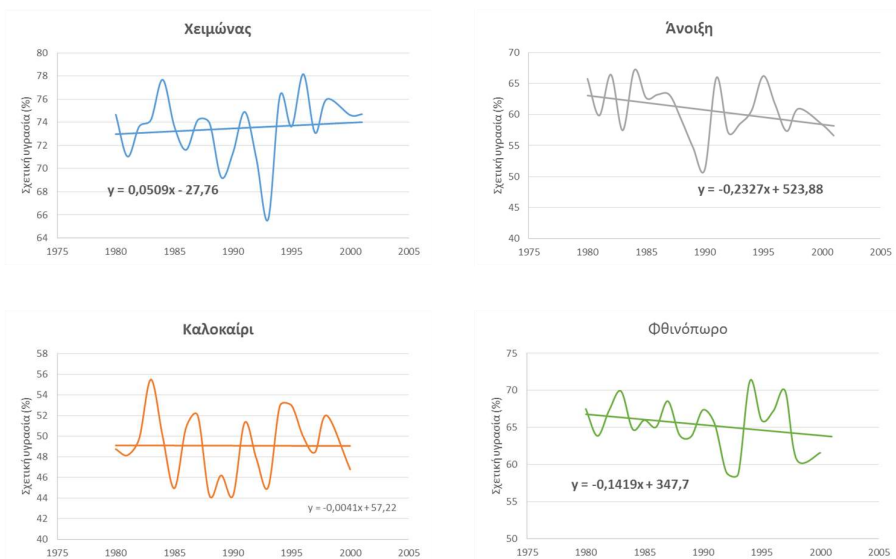 Χειμώνας
Σχετική υγρασία (%)
80
78
76
74
72
70
68
66
64
y = 0,0509x - 27,76
1975 1980 1985 1990 1995 2000 2005
Άνοιξη
Σχετική υγρασία (%)
70
65
60
55
50
45
40
y = -0,2327x + 523,88
1975 1980 1985 1990 1995 2000 2005
Καλοκαίρι
Σχετική υγρασία (%)
58
56
54
52
50
48
46
44
42
40
y = -0,0041x + 57,22
1975 1980 1985 1990 1995 2000 2005
Φθινόπωρο
Σχετική υγρασία (%)
75
70
65
60
55
50
y = -0,1419x + 347,7
1975 1980 1985 1990 1995 2000 2005